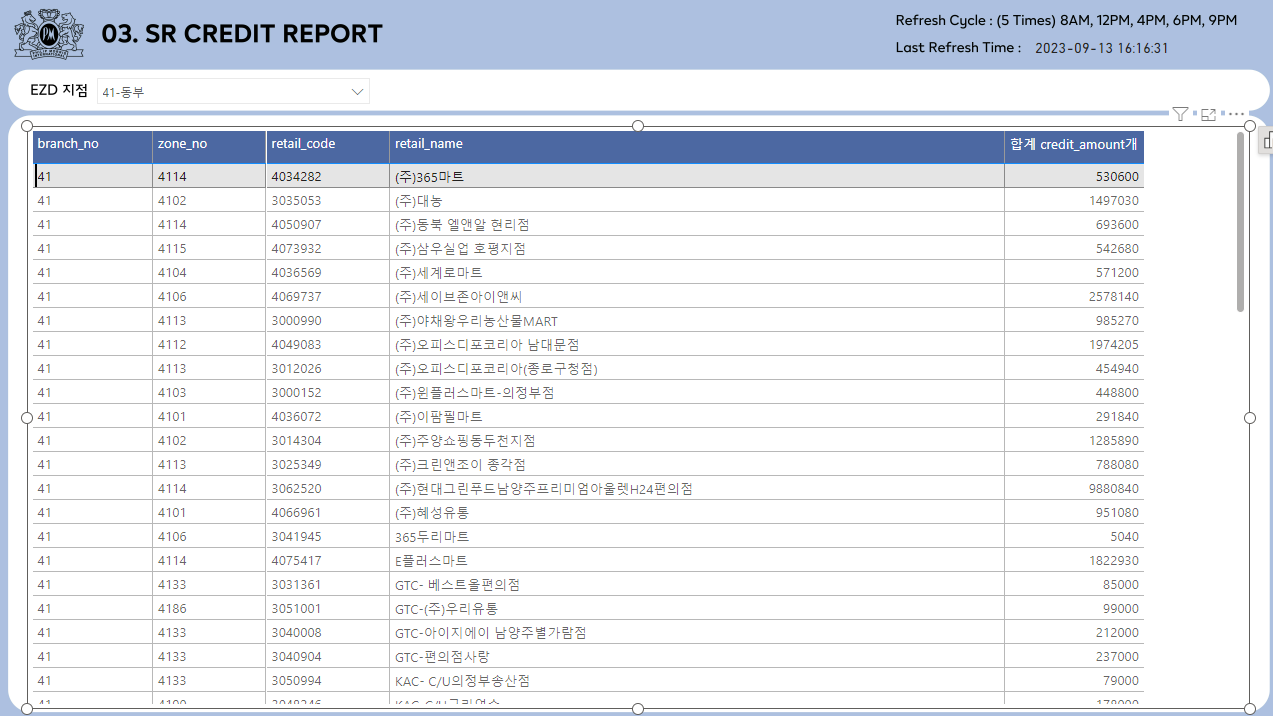 03. SR CREDIT REPORT
Refresh Cycle : (5 Times) 8AM, 12PM, 4PM, 6PM, 9PM
Last Refresh Time : 2023-09-13 16:16:31
EZD 지점 41-동부
branch_no zone_no retail_code retail_name 합계 credit_amount개
41 4114 4034282 (주)365마트 530600
41 4102 3035053 (주)대농 1497030
41 4114 4050907 (주)동북 엘앤알 현리점 693600
41 4115 4073932 (주)삼우실업 호평지점 542680
41 4104 4036569 (주)세계로마트 571200
41 4106 4069737 (주)세이브존아이앤씨 2578140
41 4113 3000990 (주)야채왕우리농산물MART 985270
41 4112 4049083 (주)오피스디포코리아 남대문점 1974205
41 4113 3012026 (주)오피스디포코리아(종로구청점) 454940
41 4103 3000152 (주)윈플러스마트-의정부점 448800
41 4101 4036072 (주)이팜필마트 291840
41 4102 3014304 (주)주양쇼핑동두천지점 1285890
41 4113 3025349 (주)크린앤조이 종각점 788080
41 4114 3062520 (주)현대그린푸드남양주프리미엄아울렛H24편의점 9880840
41 4101 4066961 (주)혜성유통 951080
41 4106 3041945 365두리마트 5040
41 4114 4075417 E플러스마트 1822930
41 4133 3031361 GTC- 베스트올편의점 85000
41 4186 3051001 GTC-(주)우리유통 99000
41 4133 3040008 GTC-아이지에이 남양주별가람점 212000
41 4133 3040904 GTC-편의점사랑 237000
41 4133 3050994 KAC- C/U의정부송산점 79000